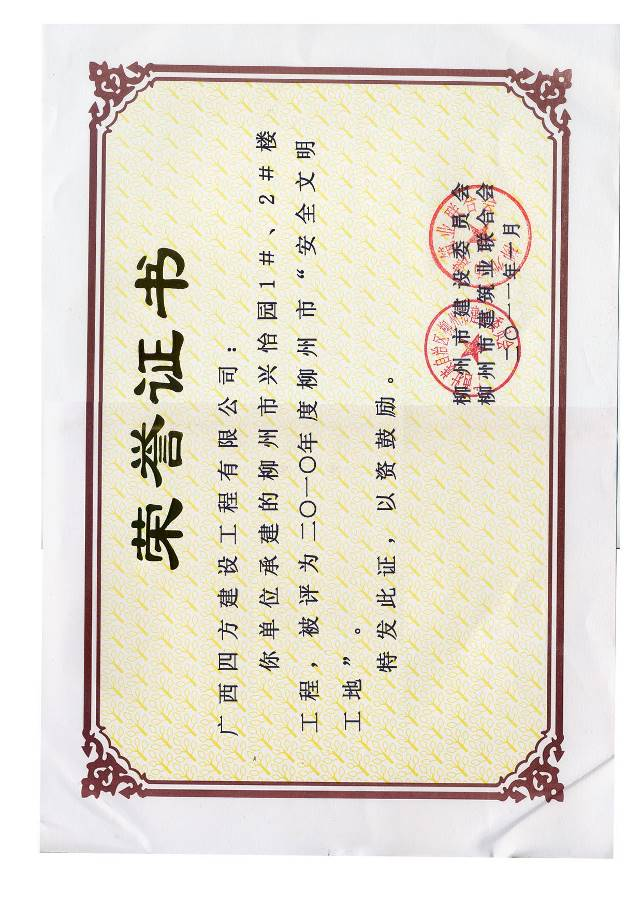 荣誉证书
广西四方建设工程有限公司：
你单位承建的柳州市兴怡园1#、2#楼
工程，被评为二〇一〇年度柳州市“安全文明
工地”。
特发此证，以资鼓励。
柳州市建设委员会
柳州市建筑业联合会
二〇一一年一月